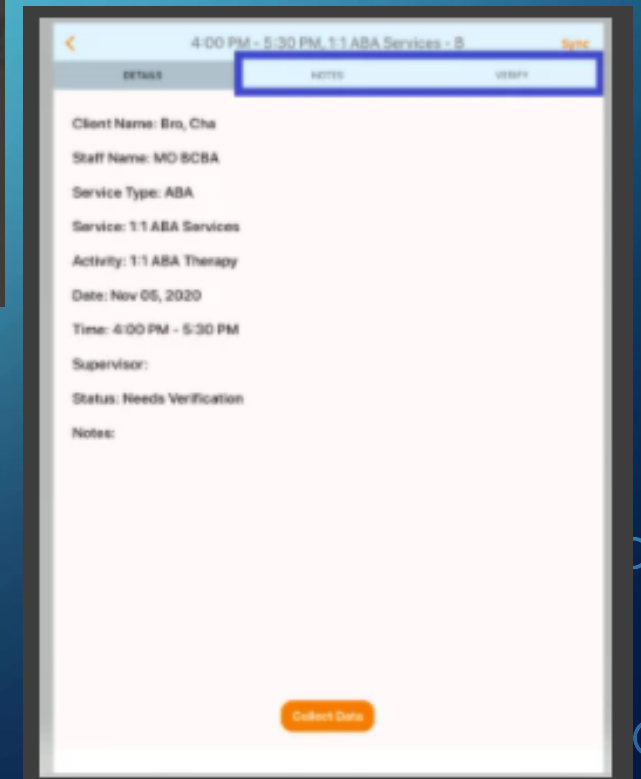 4:00 PM - 5:30 PM, 1:1 ABA Services - B Sync
DETAILS NOTES VERIFY
Client Name: Bro, Cha
Staff Name: MO BCBA
Service Type: ABA
Service: 1:1 ABA Services
Activity: 1:1 ABA Therapy
Date: Nov 05, 2020
Time: 4:00 PM - 5:30 PM
Supervisor:
Status: Needs Verification
Notes:
Collect Data